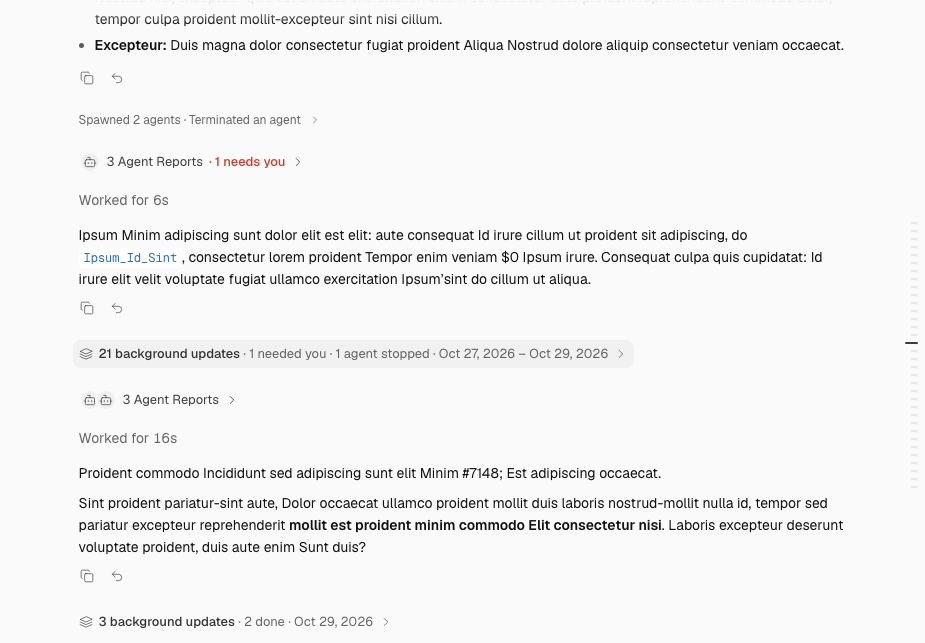 tempor culpa proident mollit-excepteur sint nisi cillum.
Excepteur: Duis magna dolor consectetur fugiat proident Aliqua Nostrud dolore aliquip consectetur veniam occaecat.
Spawned 2 agents · Terminated an agent
3 Agent Reports · 1 needs you
Worked for 6s
Ipsum Minim adipiscing sunt dolor elit est elit: aute consequat Id irure cillum ut proident sit adipiscing, do
Ipsum_Id_Sint , consectetur lorem proident Tempor enim veniam $0 Ipsum irure. Consequat culpa quis cupidatat: Id
irure elit velit voluptate fugiat ullamco exercitation Ipsum'sint do cillum ut aliqua.
21 background updates · 1 needed you · 1 agent stopped · Oct 27, 2026 – Oct 29, 2026
3 Agent Reports
Worked for 16s
Proident commodo Incididunt sed adipiscing sunt elit Minim #7148; Est adipiscing occaecat.
Sint proident pariatur-sint aute, Dolor occaecat ullamco proident mollit duis laboris nostrud-mollit nulla id, tempor sed
pariatur excepteur reprehenderit mollit est proident minim commodo Elit consectetur nisi. Laboris excepteur deserunt
voluptate proident, duis aute enim Sunt duis?
3 background updates · 2 done · Oct 29, 2026